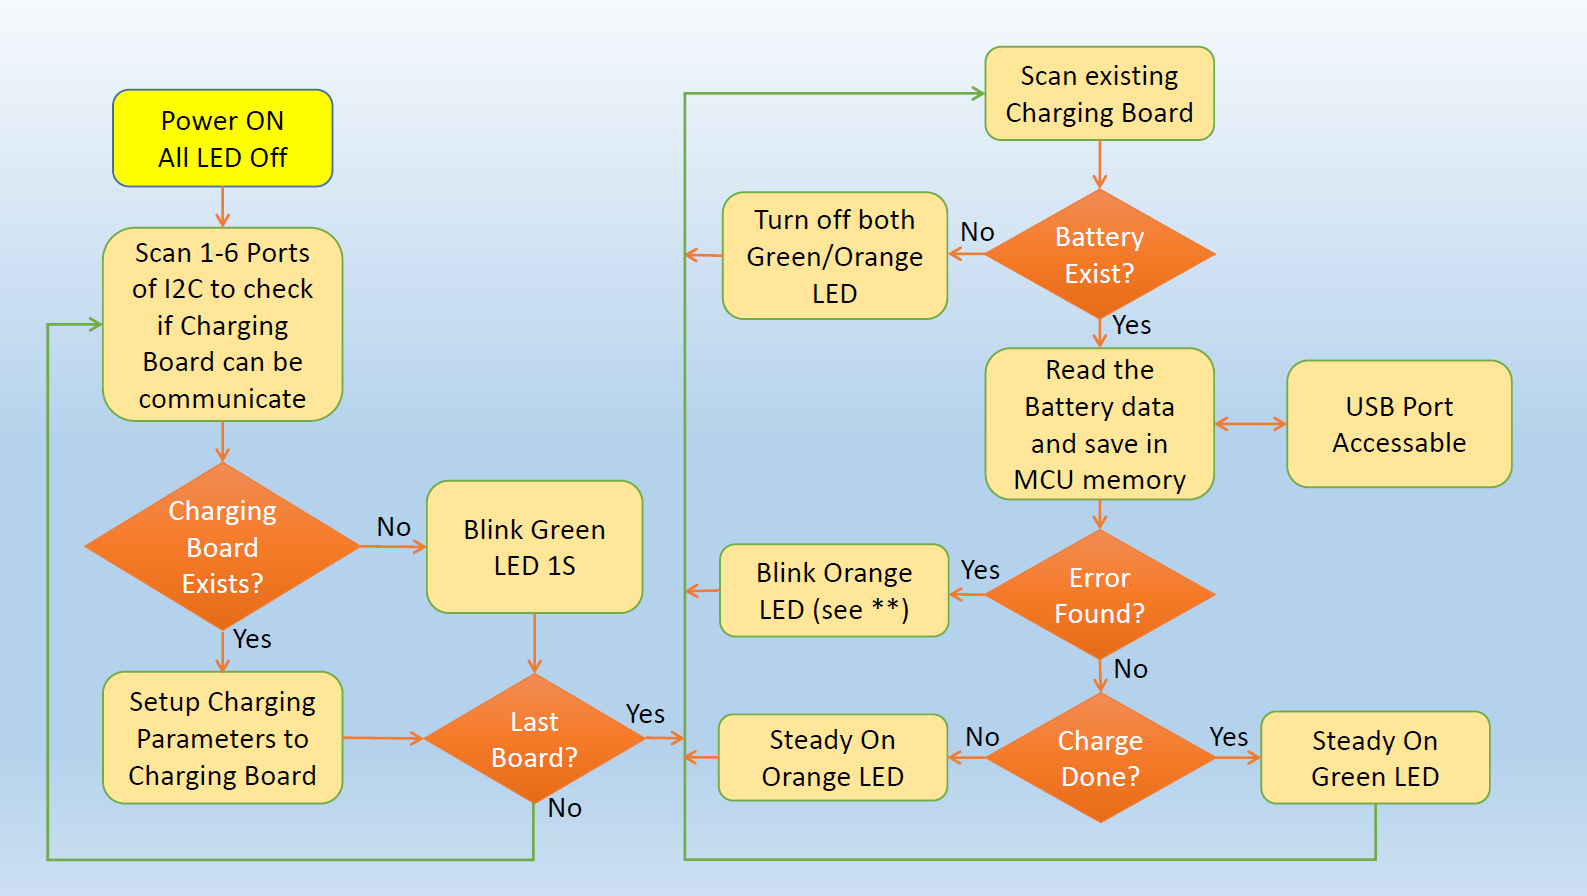 Power ON
All LED Off
Scan 1-6 Ports
of I2C to check
if Charging
Board can be
communicate
Charging
Board
Exists?
No
Blink Green
LED 1S
Yes
Setup Charging
Parameters to
Charging Board
Last
Board?
Yes
No
Scan existing
Charging Board
Battery
Exist?
No
Turn off both
Green/Orange
LED
Yes
Read the
Battery data
and save in
MCU memory
USB Port
Accessable
Error
Found?
Yes
Blink Orange
LED (see **)
No
Charge
Done?
No
Steady On
Orange LED
Yes
Steady On
Green LED